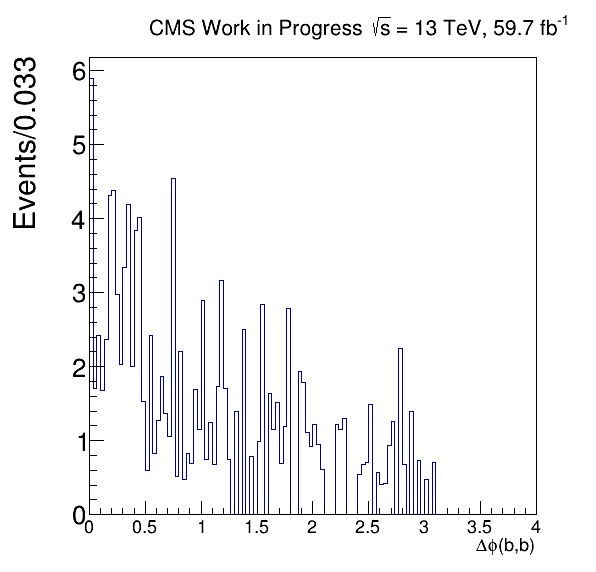 CMS Work in Progress √s = 13 TeV, 59.7 fb⁻¹
Events/0.033
6
5
4
3
2
1
0
0 0.5 1 1.5 2 2.5 3 3.5 4
Δϕ(b,b)